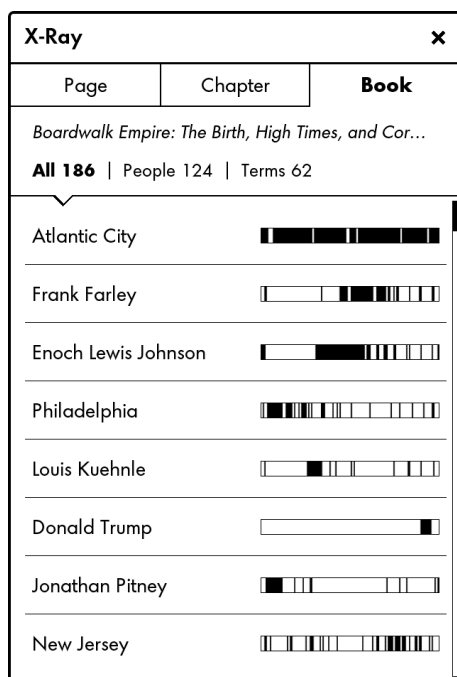 X-Ray ×
Page Chapter Book
Boardwalk Empire: The Birth, High Times, and Cor...
All 186 | People 124 | Terms 62
Atlantic City
Frank Farley
Enoch Lewis Johnson
Philadelphia
Louis Kuehnle
Donald Trump
Jonathan Pitney
New Jersey